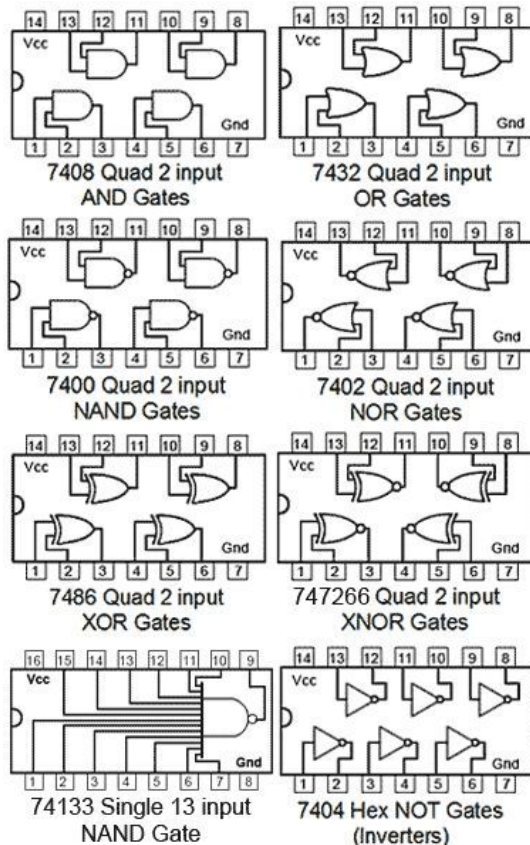 14 13 12 11 10 9 8
Vcc
Gnd
1 2 3 4 5 6 7
7408 Quad 2 input
AND Gates
14 13 12 11 10 9 8
Vcc
Gnd
1 2 3 4 5 6 7
7432 Quad 2 input
OR Gates
14 13 12 11 10 9 8
Vcc
Gnd
1 2 3 4 5 6 7
7400 Quad 2 input
NAND Gates
14 13 12 11 10 9 8
Vcc
Gnd
1 2 3 4 5 6 7
7402 Quad 2 input
NOR Gates
14 13 12 11 10 9 8
Vcc
Gnd
1 2 3 4 5 6 7
7486 Quad 2 input
XOR Gates
14 13 12 11 10 9 8
Vcc
Gnd
1 2 3 4 5 6 7
747266 Quad 2 input
XNOR Gates
16 15 14 13 12 11 10 9
Vcc
Gnd
1 2 3 4 5 6 7 8
74133 Single 13 input
NAND Gate
14 13 12 11 10 9 8
Vcc
Gnd
1 2 3 4 5 6 7
7404 Hex NOT Gates
(Inverters)